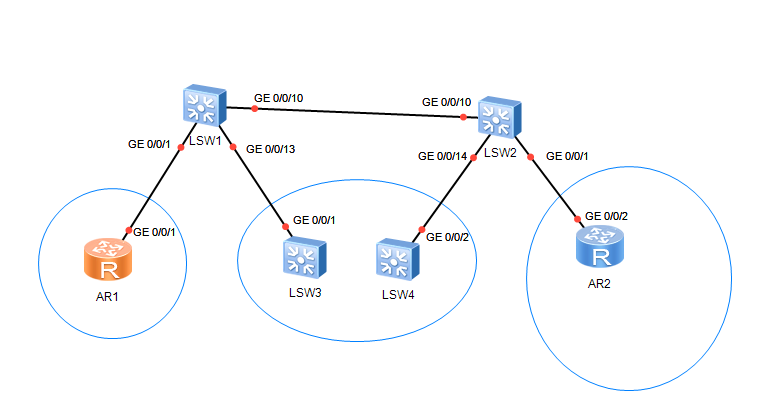 GE 0/0/10
GE 0/0/10
LSW1
LSW2
GE 0/0/1
GE 0/0/13
GE 0/0/14
GE 0/0/1
GE 0/0/1
GE 0/0/1
GE 0/0/2
GE 0/0/2
R
R
AR1
LSW3
LSW4
AR2